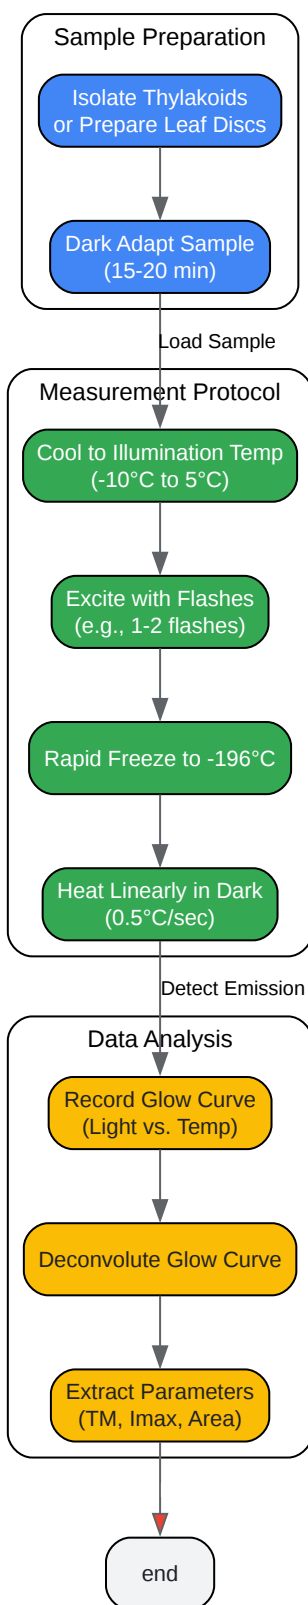 Sample Preparation
Isolate Thylakoids
or Prepare Leaf Discs
Dark Adapt Sample
(15-20 min)
Load Sample
Measurement Protocol
Cool to Illumination Temp
(-10°C to 5°C)
Excite with Flashes
(e.g., 1-2 flashes)
Rapid Freeze to -196°C
Heat Linearly in Dark
(0.5°C/sec)
Detect Emission
Data Analysis
Record Glow Curve
(Light vs. Temp)
Deconvolute Glow Curve
Extract Parameters
(TM, Imax, Area)
end